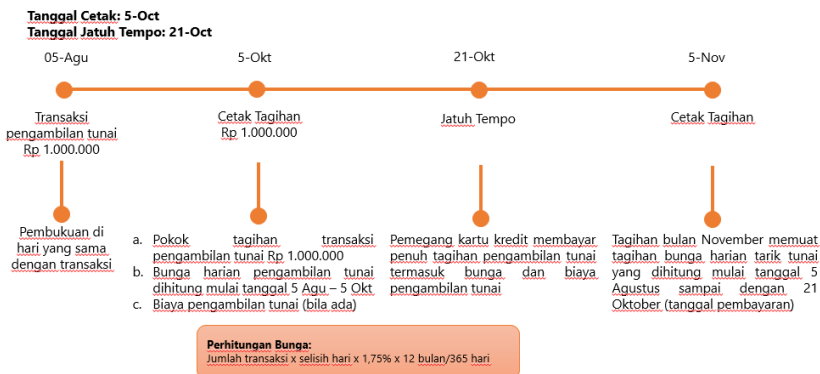 Tanggal Cetak: 5-Oct
Tanggal Jatuh Tempo: 21-Oct
05-Agu
5-Okt
21-Okt
5-Nov
Transaksi
pengambilan tunai
Rp 1.000.000
Cetak Tagihan
Rp 1.000.000
Jatuh Tempo
Cetak Tagihan
Pembukuan di
hari yang sama
dengan transaksi
a. Pokok tagihan transaksi
pengambilan tunai Rp 1.000.000
b. Bunga harian pengambilan tunai
dihitung mulai tanggal 5 Agu – 5 Okt
c. Biaya pengambilan tunai (bila ada)
Pemegang kartu kredit membayar
penuh tagihan pengambilan tunai
termasuk bunga dan biaya
pengambilan tunai
Tagihan bulan November memuat
tagihan bunga harian tarik tunai
yang dihitung mulai tanggal 5
Agustus sampai dengan 21
Oktober (tanggal pembayaran)
Perhitungan Bunga:
Jumlah transaksi x selisih hari x 1,75% x 12 bulan/365 hari